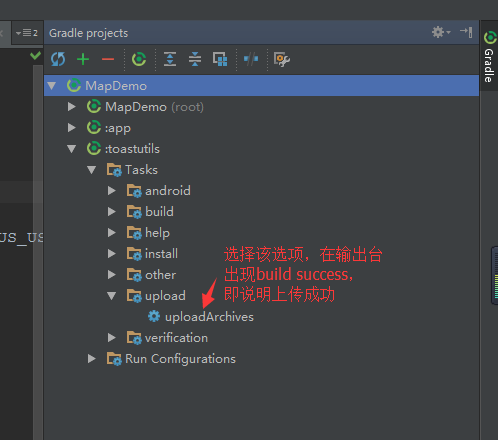 2
Gradle projects
Gradle
MapDemo
MapDemo (root)
:app
:toastutils
Tasks
android
build
help
install
other
upload
uploadArchives
verification
Run Configurations
US_US
选择该选项，在输出台
出现build success,
即说明上传成功